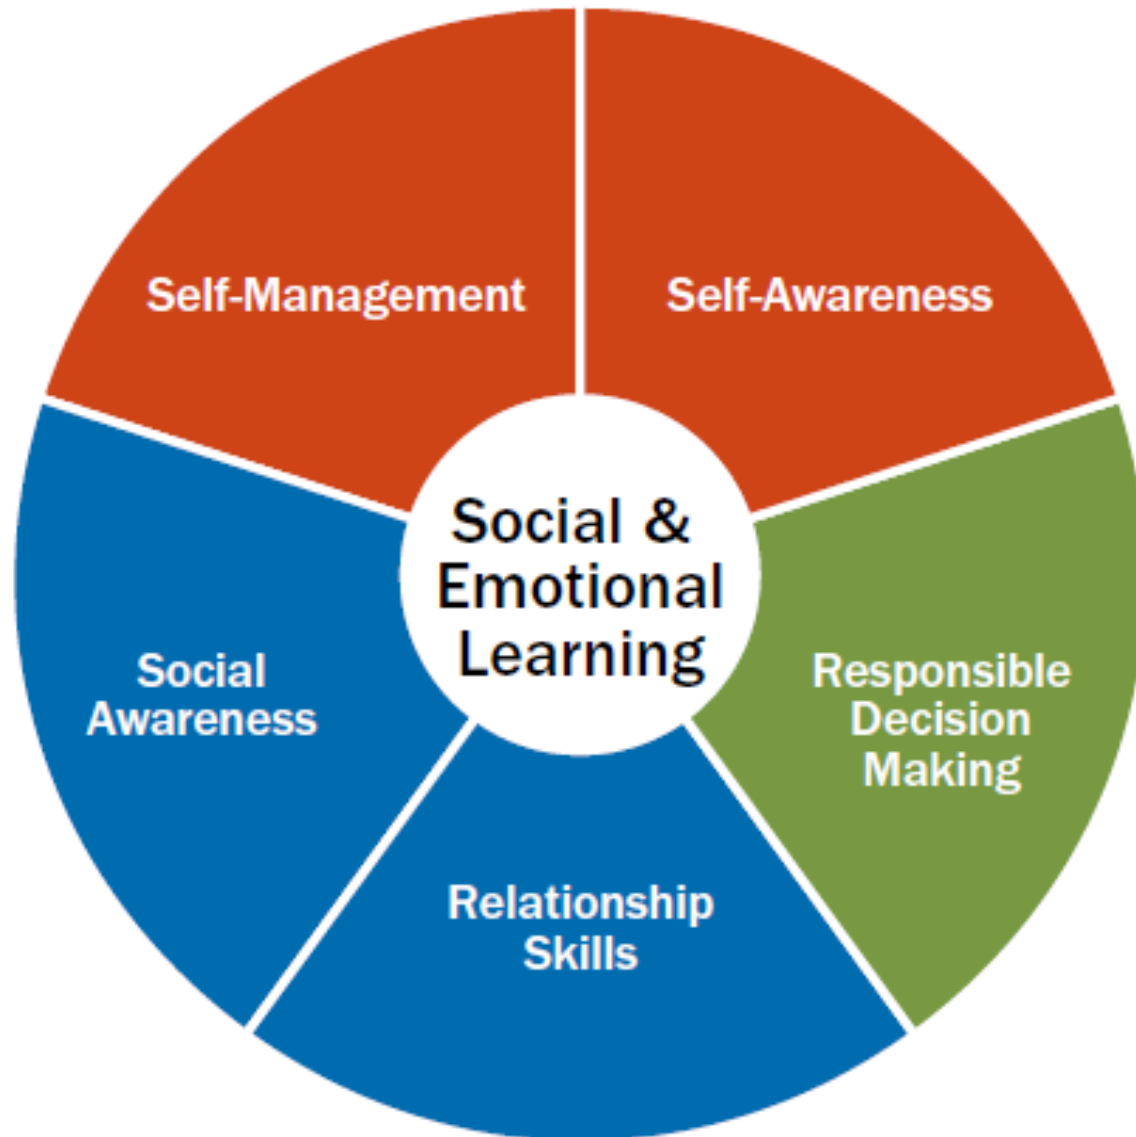 Self-Management
Self-Awareness
Social &
Emotional
Learning
Social
Awareness
Responsible
Decision
Making
Relationship
Skills